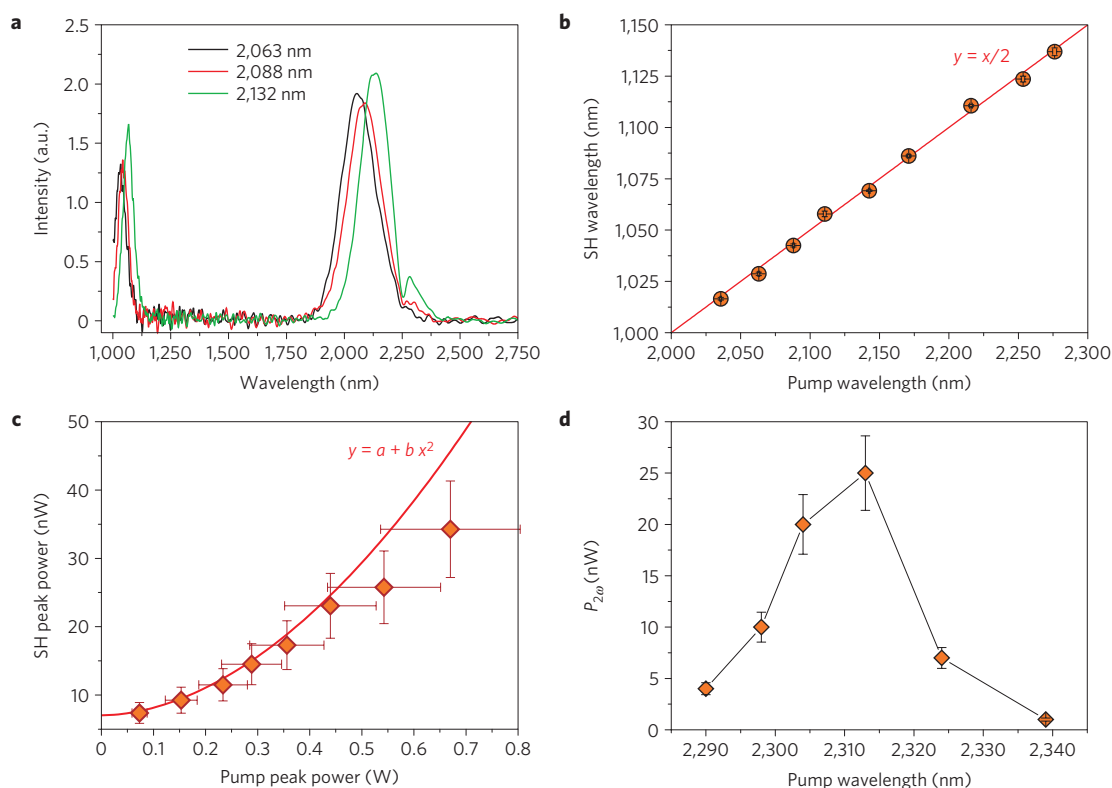 a
2.5
2.0
1.5
1.0
0.5
0
Intensity (a.u.)
2,063 nm
2,088 nm
2,132 nm
1,000 1,250 1,500 1,750 2,000 2,250 2,500 2,750
Wavelength (nm)
b
1,150
1,125
1,100
1,075
1,050
1,025
1,000
SH wavelength (nm)
y = x/2
2,000 2,050 2,100 2,150 2,200 2,250 2,300
Pump wavelength (nm)
c
50
40
30
20
10
SH peak power (nW)
y = a + b x²
0 0.1 0.2 0.3 0.4 0.5 0.6 0.7 0.8
Pump peak power (W)
d
30
25
20
15
10
5
0
P₂ω (nW)
2,290 2,300 2,310 2,320 2,330 2,340
Pump wavelength (nm)